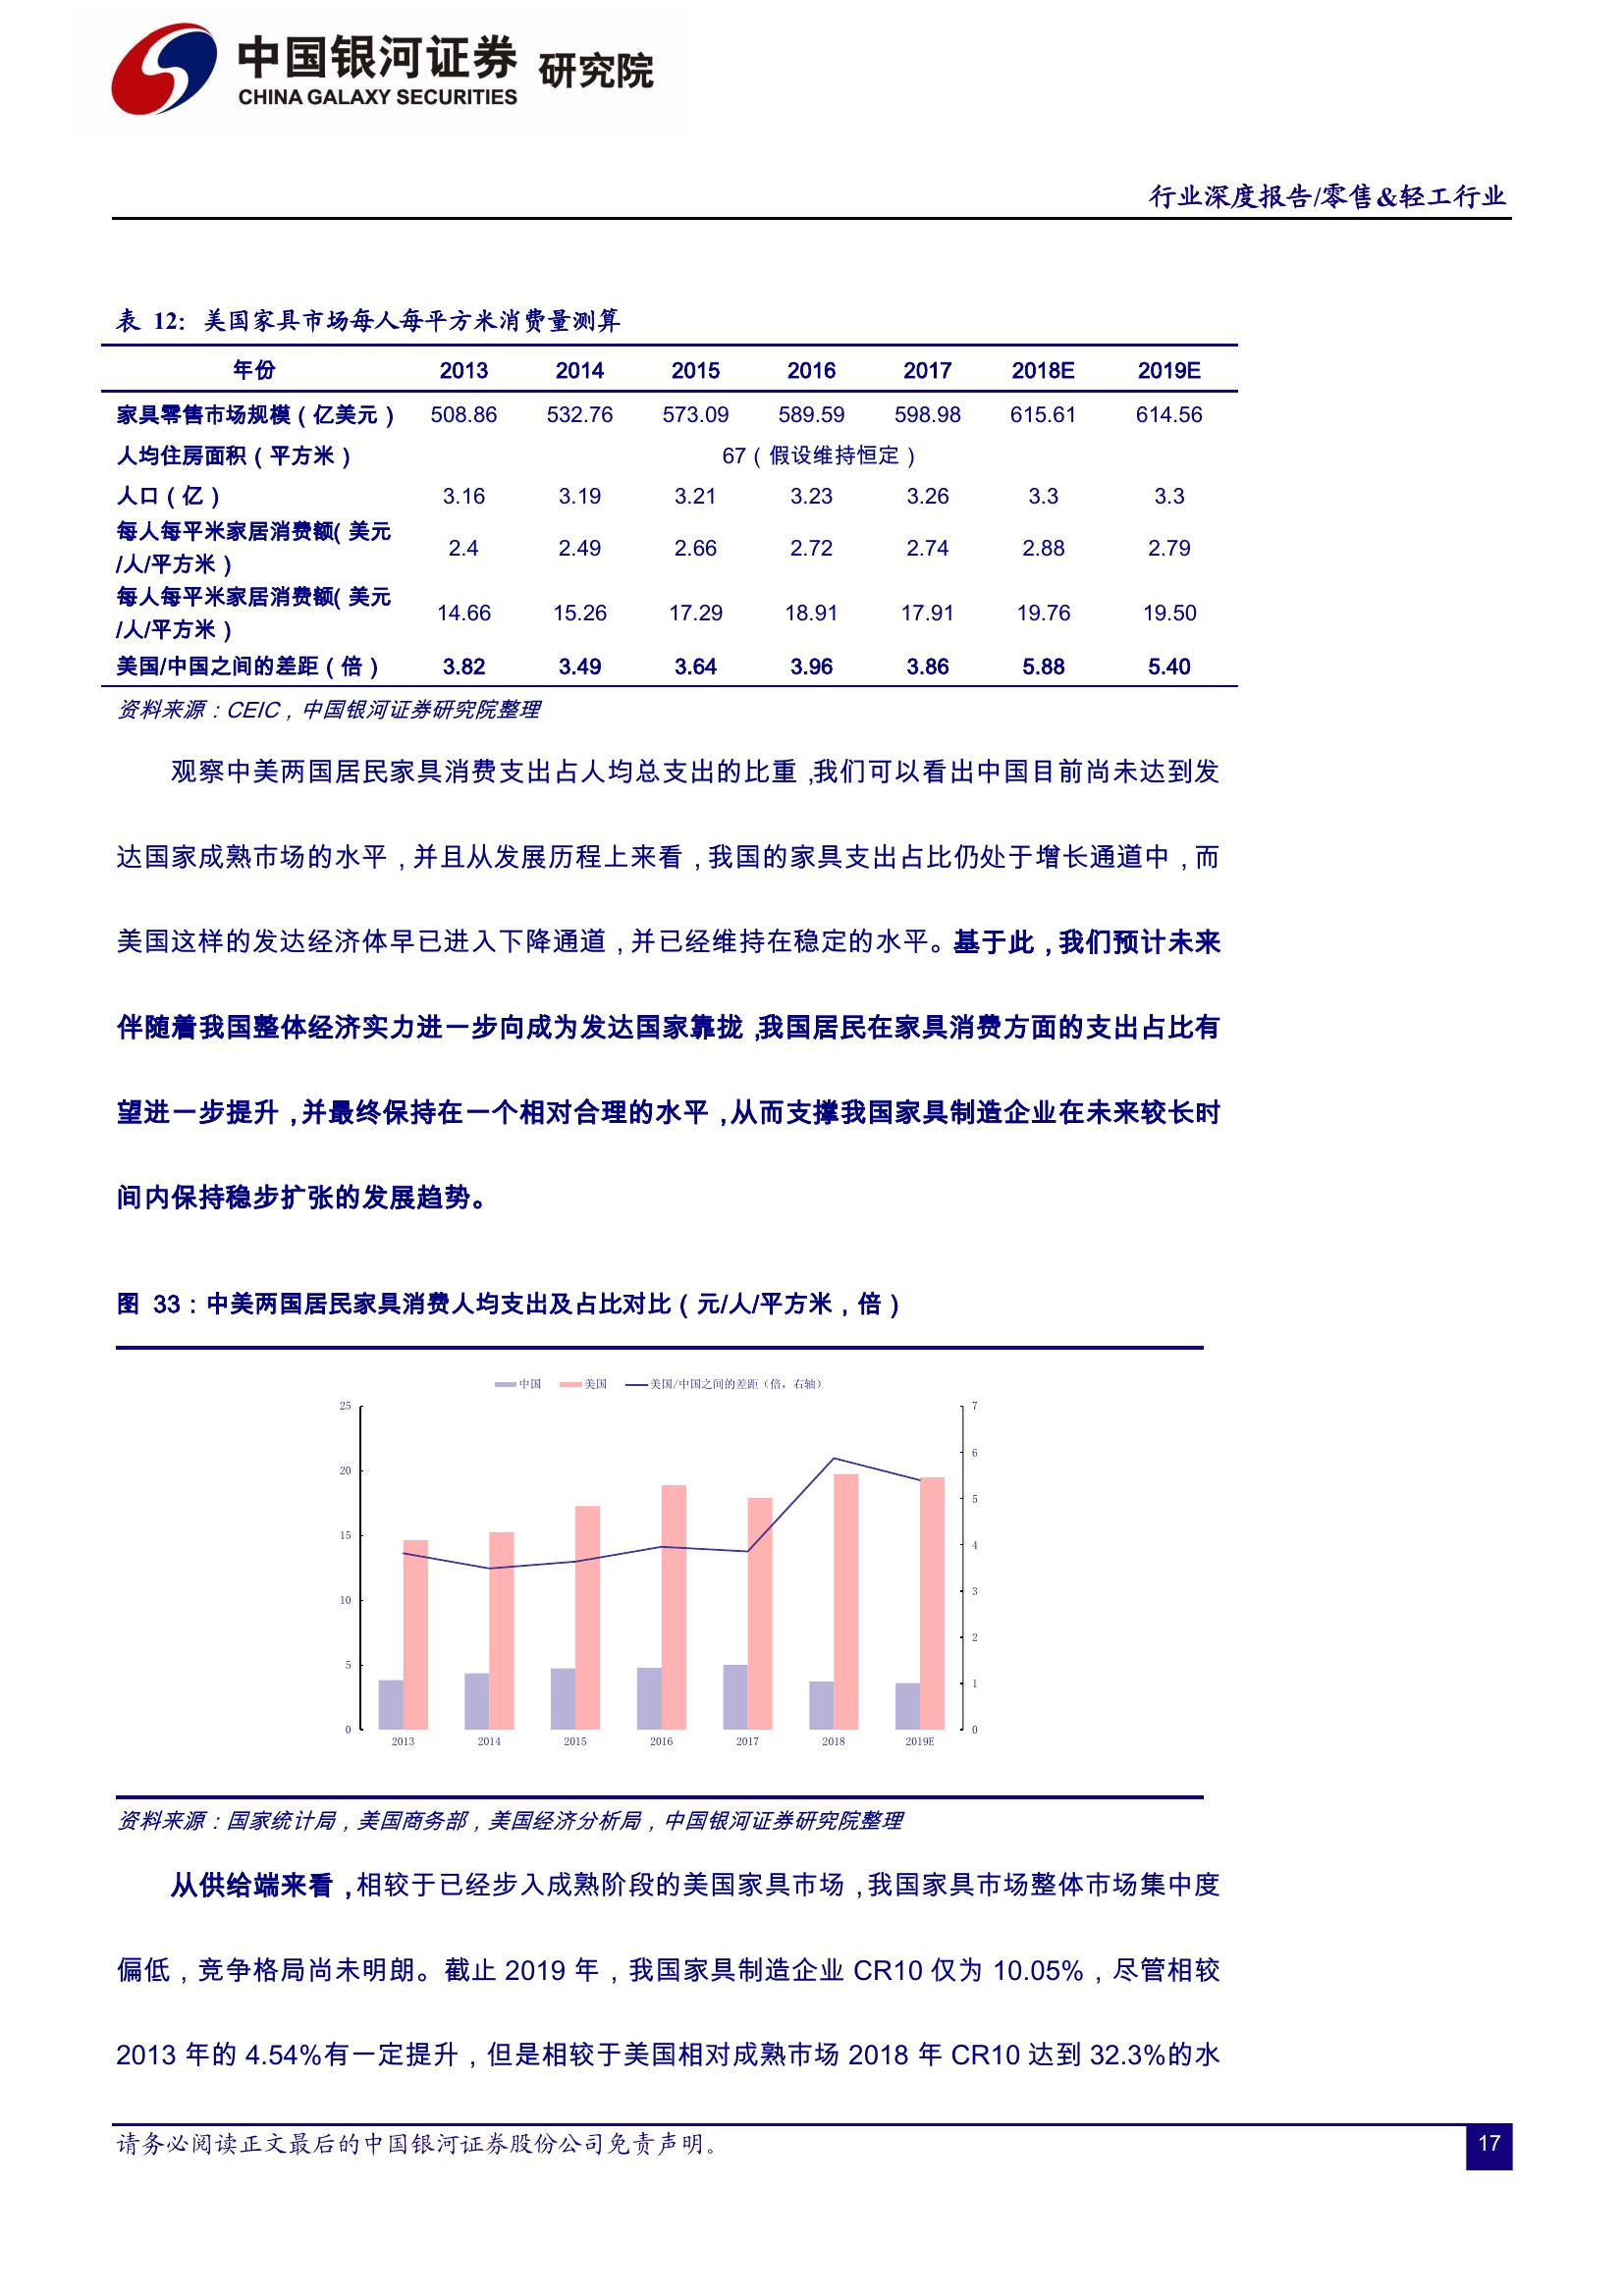 中国银河证券 研究院
CHINA GALAXY SECURITIES
行业深度报告/零售&轻工行业
表 12: 美国家具市场每人每平方米消费量测算
年份 2013 2014 2015 2016 2017 2018E 2019E
家具零售市场规模（亿美元） 508.86 532.76 573.09 589.59 598.98 615.61 614.56
人均住房面积（平方米） 67（假设维持恒定）
人口（亿） 3.16 3.19 3.21 3.23 3.26 3.3 3.3
每人每平米家居消费额(美元
/人/平方米） 2.4 2.49 2.66 2.72 2.74 2.88 2.79
每人每平米家居消费额(美元
/人/平方米） 14.66 15.26 17.29 18.91 17.91 19.76 19.50
美国/中国之间的差距（倍） 3.82 3.49 3.64 3.96 3.86 5.88 5.40
资料来源：CEIC，中国银河证券研究院整理
观察中美两国居民家具消费支出占人均总支出的比重，我们可以看出中国目前尚未达到发
达国家成熟市场的水平，并且从发展历程上来看，我国的家具支出占比仍处于增长通道中，而
美国这样的发达经济体早已进入下降通道，并已经维持在稳定的水平。基于此，我们预计未来
伴随着我国整体经济实力进一步向成为发达国家靠拢，我国居民在家具消费方面的支出占比有
望进一步提升，并最终保持在一个相对合理的水平，从而支撑我国家具制造企业在未来较长时
间内保持稳步扩张的发展趋势。
图 33：中美两国居民家具消费人均支出及占比对比（元/人/平方米，倍）
中国 美国 美国/中国之间的差距（倍，右轴）
25 7
6
20
5
15 4
10 3
2
5
1
0 0
2013 2014 2015 2016 2017 2018 2019E
资料来源：国家统计局，美国商务部，美国经济分析局，中国银河证券研究院整理
从供给端来看，相较于已经步入成熟阶段的美国家具市场，我国家具市场整体市场集中度
偏低，竞争格局尚未明朗。截止 2019 年，我国家具制造企业 CR10 仅为 10.05%，尽管相较
2013 年的 4.54%有一定提升，但是相较于美国相对成熟市场 2018 年 CR10 达到 32.3%的水
请务必阅读正文最后的中国银河证券股份公司免责声明。
17